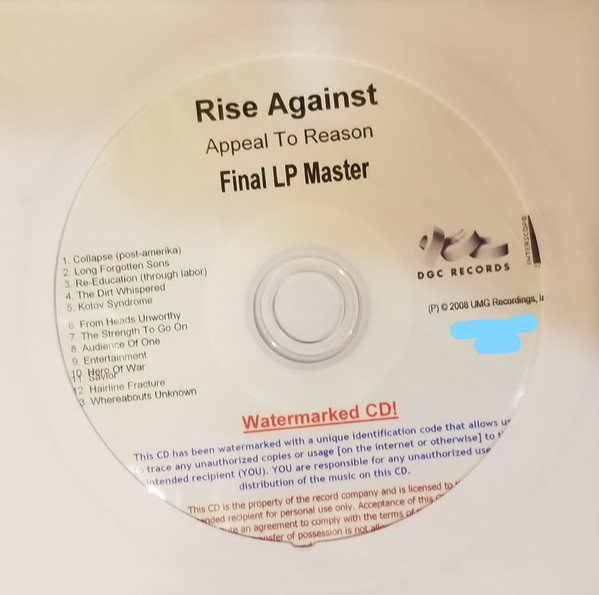 Rise Against
Appeal To Reason
Final LP Master
1. Collapse (post-amerika)
2. Long Forgotten Sons
3. Re-Education (through labor)
4. The Dirt Whispered
5. Kotov Syndrome
6. From Heads Unworthy
7. The Strength To Go On
8. Audience Of One
9. Entertainment
10. Hero Of War
11. Savior
12. Hairline Fracture
3. Whereabouts Unknown
DGC RECORDS
INTERSCOPE
(P) © 2008 UMG Recordings, In
Watermarked CD!
This CD has been watermarked with a unique identification code that allows us
to trace any unauthorized copies or usage [on the internet or otherwise] to t
intended recipient (YOU). YOU are responsible for any unauthorized use
distribution of the music on this CD.
This CD is the property of the record company and is licensed to
nded recipient for personal use only. Acceptance of this
an agreement to comply with the terms of
nsfer of possession is not all